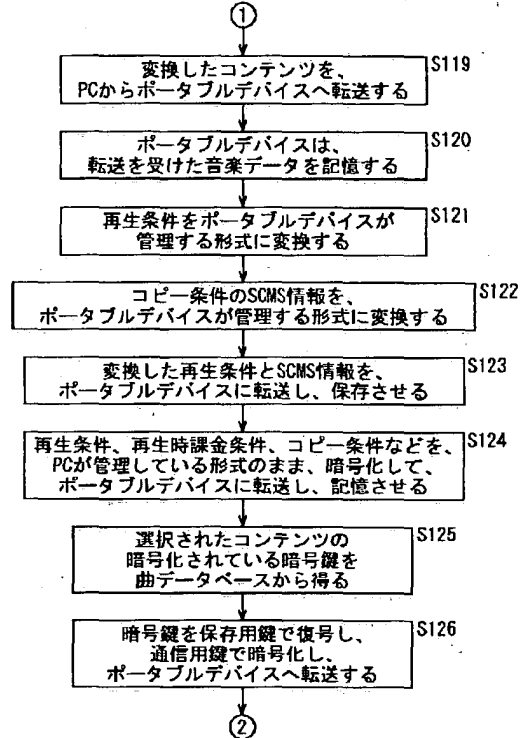 ①
変換したコンテンツを、
PCからポータブルデバイスへ転送する
S119
ポータブルデバイスは、
転送を受けた音楽データを記憶する
S120
再生条件をポータブルデバイスが
管理する形式に変換する
S121
コピー条件のSCMS情報を、
ポータブルデバイスが管理する形式に変換する
S122
変換した再生条件とSCMS情報を、
ポータブルデバイスに転送し、保存させる
S123
再生条件、再生時課金条件、コピー条件などを、
PCが管理している形式のまま、暗号化して、
ポータブルデバイスに転送し、記憶させる
S124
選択されたコンテンツの
暗号化されている暗号鍵を
曲データベースから得る
S125
暗号鍵を保存用鍵で復号し、
通信用鍵で暗号化し、
ポータブルデバイスへ転送する
S126
②